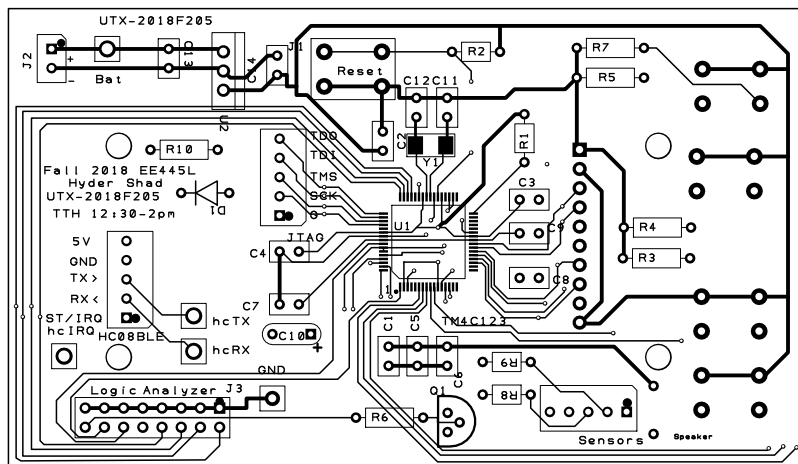 UTX-2018F205
J2
+
-
Bat
C13
C14
J1
U2
Reset
R2
R7
R5
C12 C11
C2
Y1
R1
R10
TDO
TDI
TMS
SCK
G
JTAG
Fall 2018 EE445L
Hyder Shad
UTX-2018F205
TTH 12:30-2pm
D1
U1
1
TM4C123
C3
C9
C8
R4
R3
C4
C7
C10
+
5V
GND
TX >
RX <
ST/IRQ
hcIRQ
HC08BLE
hcTX
hcRX
GND
C1
C5
C6
Logic Analyzer J3
R6
Q1
R9
R8
Sensors
Speaker